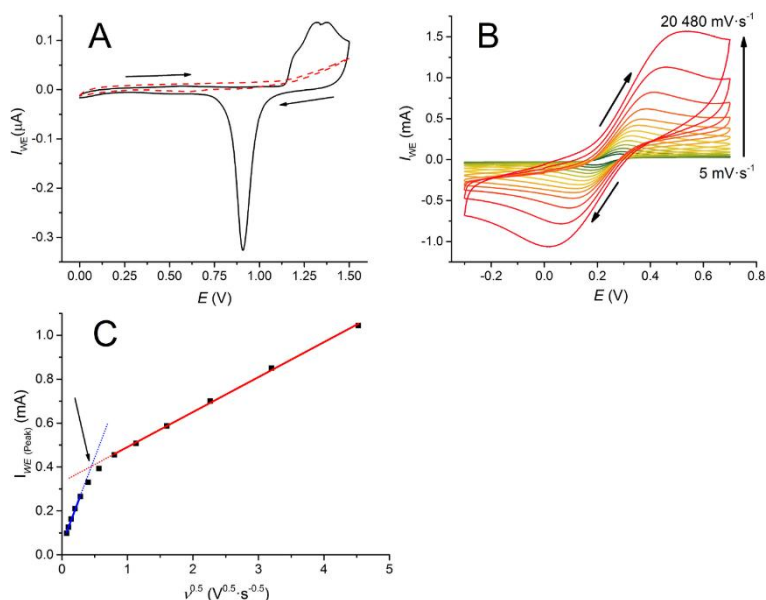 A
0.1
0.0
-0.1
-0.2
-0.3
I_WE(µA)
0.00 0.25 0.75 1.00 1.25 1.50
E (V)
B
20 480 mV·s⁻¹
5 mV·s⁻¹
1.5
1.0
0.5
0.0
-0.5
-1.0
I_WE (mA)
-0.2 0.0 0.2 0.4 0.6 0.8
E (V)
C
1.0
0.8
0.6
0.4
0.2
0.0
I_WE (Peak) (mA)
0 1 2 3 4 5
ν^0.5 (V^0.5·s^-0.5)